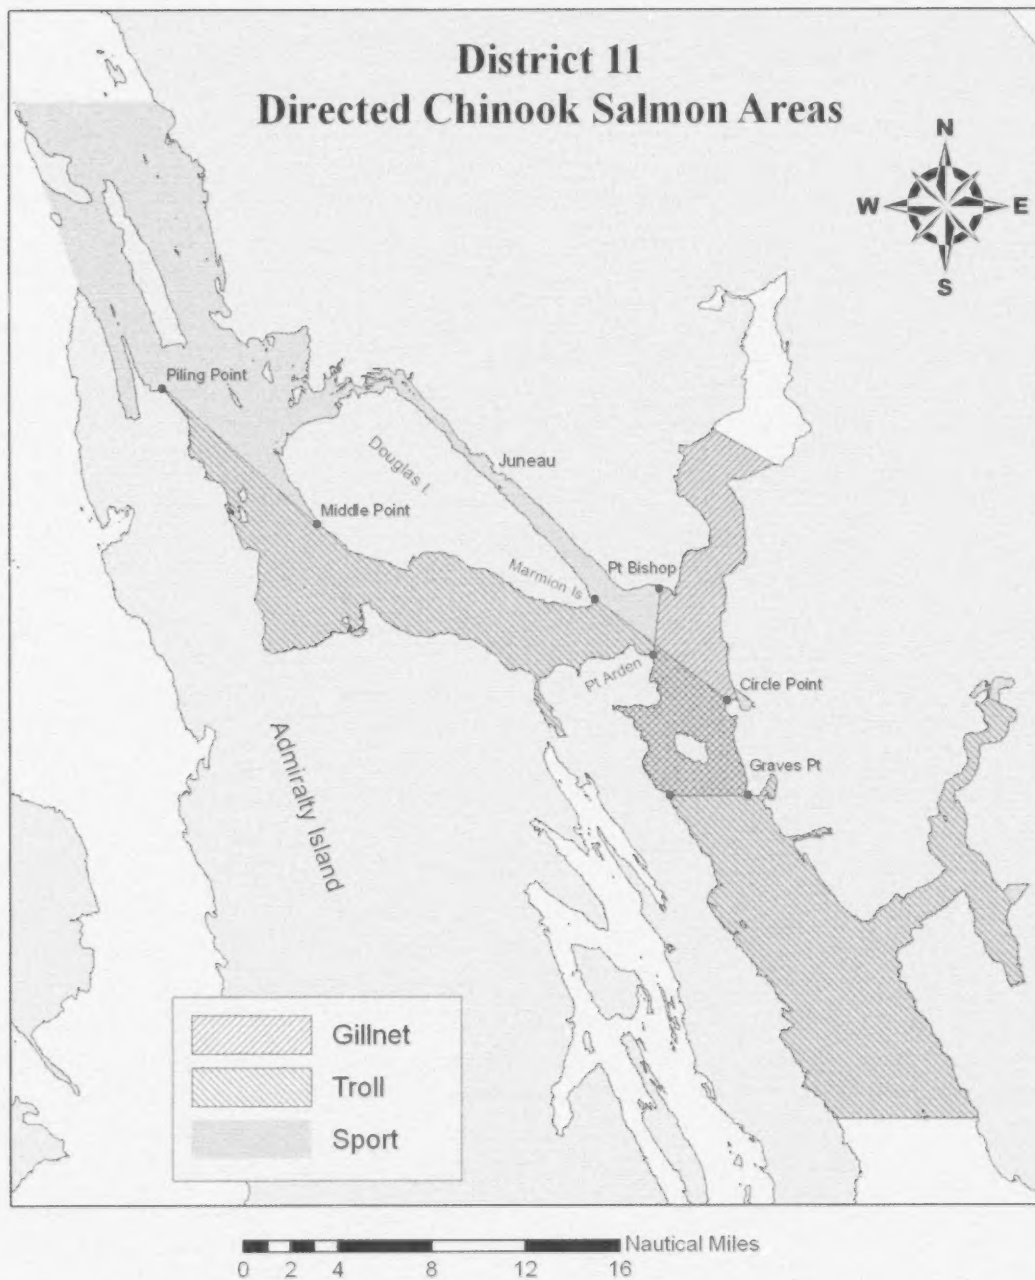 District 11
Directed Chinook Salmon Areas
N
W E
S
Piling Point
Douglas I.
Juneau
Middle Point
Marmion Is
Pt Bishop
Pt Arden
Circle Point
Graves Pt
Admiralty Island
Gillnet
Troll
Sport
Nautical Miles
0 2 4 8 12 16